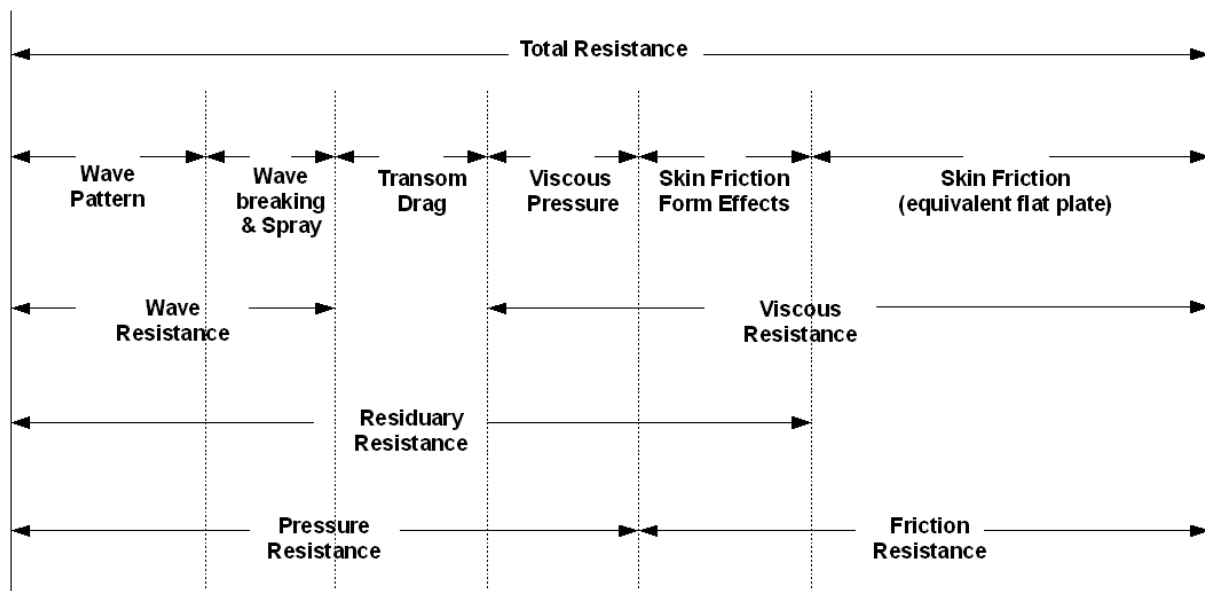 Total Resistance
Wave
Pattern
Wave
breaking
& Spray
Transom
Drag
Viscous
Pressure
Skin Friction
Form Effects
Skin Friction
(equivalent flat plate)
Wave
Resistance
Viscous
Resistance
Residuary
Resistance
Pressure
Resistance
Friction
Resistance